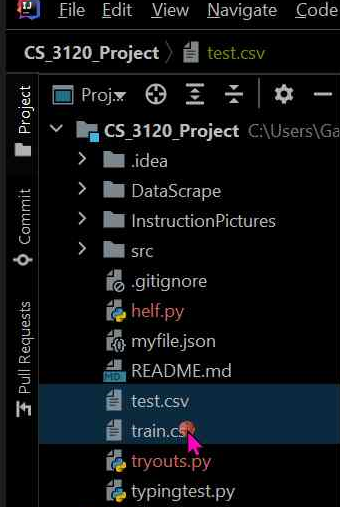 IJ File Edit View Navigate Code
CS_3120_Project test.csv
Project
Commit
Pull Requests
Proj...
CS_3120_Project C:\Users\Ga
.idea
DataScrape
InstructionPictures
src
.gitignore
helf.py
myfile.json
README.md
test.csv
train.cs
tryouts.py
typingtest.py